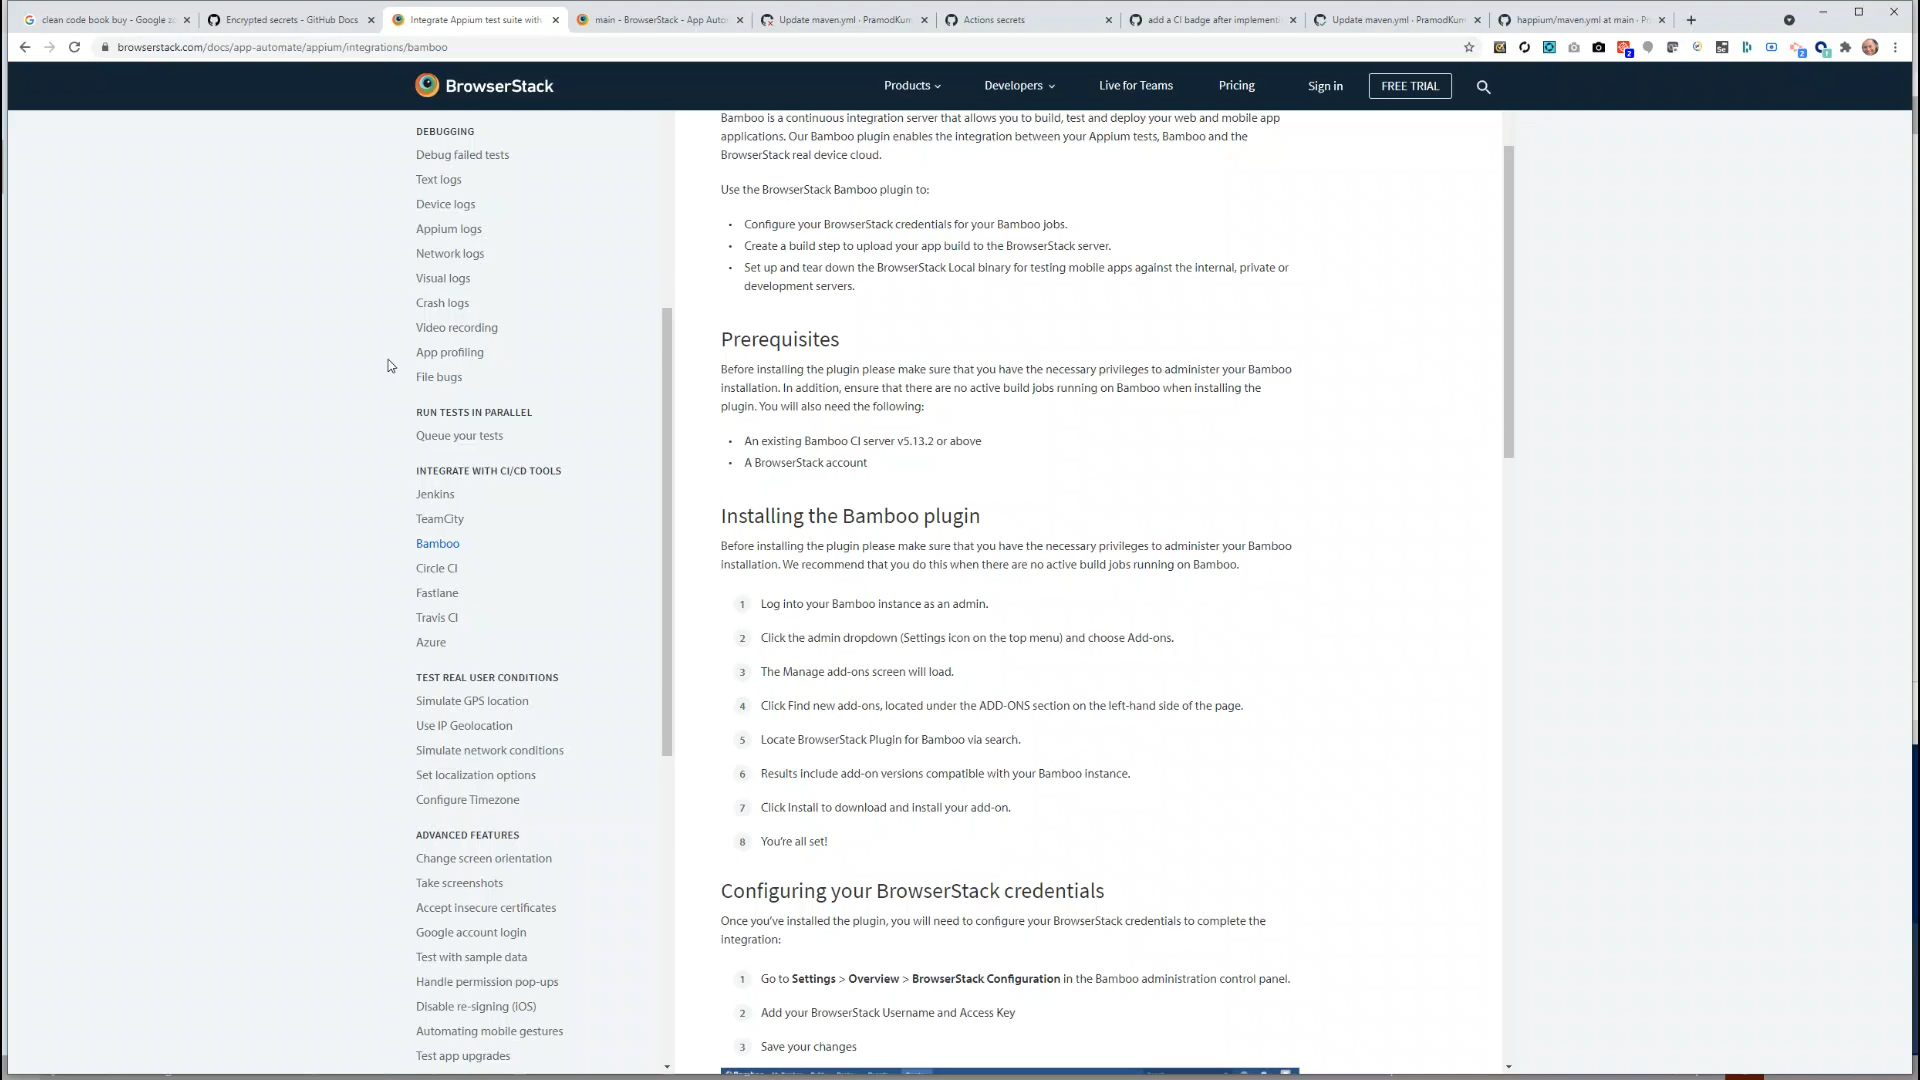 clean code book buy - Google
Encrypted secrets - GitHub Docs
Integrate Appium test suite with
main - BrowserStack - App Auto
Update maven.yml · PramodKum
Actions secrets
add a CI badge after implementi
Update maven.yml · PramodKum
happium/maven.yml at main
browserstack.com/docs/app-automate/appium/integrations/bamboo
BrowserStack
Products
Developers
Live for Teams
Pricing
Sign in
FREE TRIAL
DEBUGGING
Debug failed tests
Text logs
Device logs
Appium logs
Network logs
Visual logs
Crash logs
Video recording
App profiling
File bugs
RUN TESTS IN PARALLEL
Queue your tests
INTEGRATE WITH CI/CD TOOLS
Jenkins
TeamCity
Bamboo
Circle CI
Fastlane
Travis CI
Azure
TEST REAL USER CONDITIONS
Simulate GPS location
Use IP Geolocation
Simulate network conditions
Set localization options
Configure Timezone
ADVANCED FEATURES
Change screen orientation
Take screenshots
Accept insecure certificates
Google account login
Test with sample data
Handle permission pop-ups
Disable re-signing (iOS)
Automating mobile gestures
Test app upgrades
Bamboo is a continuous integration server that allows you to build, test and deploy your web and mobile app
applications. Our Bamboo plugin enables the integration between your Appium tests, Bamboo and the
BrowserStack real device cloud.
Use the BrowserStack Bamboo plugin to:
• Configure your BrowserStack credentials for your Bamboo jobs.
• Create a build step to upload your app build to the BrowserStack server.
• Set up and tear down the BrowserStack Local binary for testing mobile apps against the internal, private or
development servers.
Prerequisites
Before installing the plugin please make sure that you have the necessary privileges to administer your Bamboo
installation. In addition, ensure that there are no active build jobs running on Bamboo when installing the
plugin. You will also need the following:
• An existing Bamboo CI server v5.13.2 or above
• A BrowserStack account
Installing the Bamboo plugin
Before installing the plugin please make sure that you have the necessary privileges to administer your Bamboo
installation. We recommend that you do this when there are no active build jobs running on Bamboo.
1 Log into your Bamboo instance as an admin.
2 Click the admin dropdown (Settings icon on the top menu) and choose Add-ons.
3 The Manage add-ons screen will load.
4 Click Find new add-ons, located under the ADD-ONS section on the left-hand side of the page.
5 Locate BrowserStack Plugin for Bamboo via search.
6 Results include add-on versions compatible with your Bamboo instance.
7 Click Install to download and install your add-on.
8 You're all set!
Configuring your BrowserStack credentials
Once you've installed the plugin, you will need to configure your BrowserStack credentials to complete the
integration:
1 Go to Settings > Overview > BrowserStack Configuration in the Bamboo administration control panel.
2 Add your BrowserStack Username and Access Key
3 Save your changes